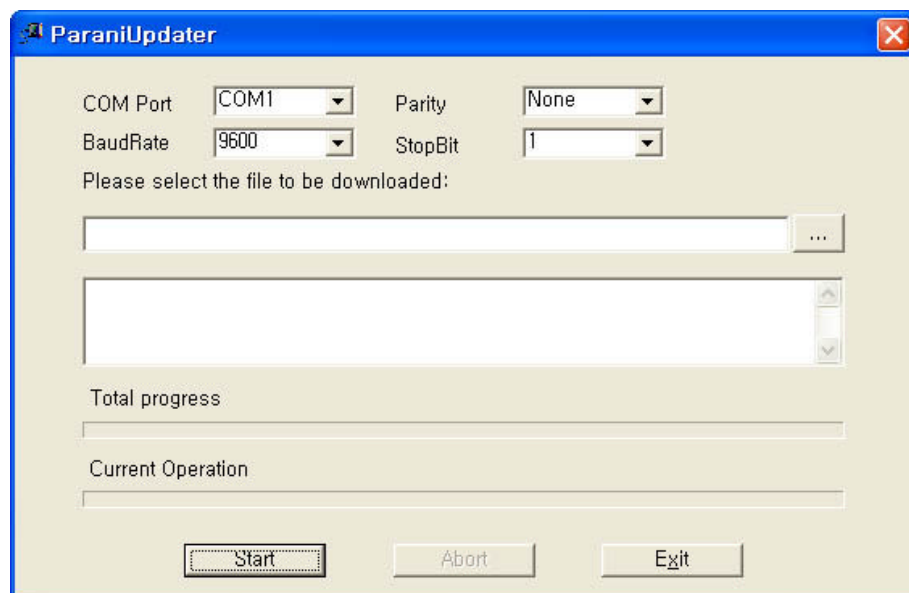 ParaniUpdater
COM Port COM1 Parity None
BaudRate 9600 StopBit 1
Please select the file to be downloaded:
...
Total progress
Current Operation
Start Abort Exit